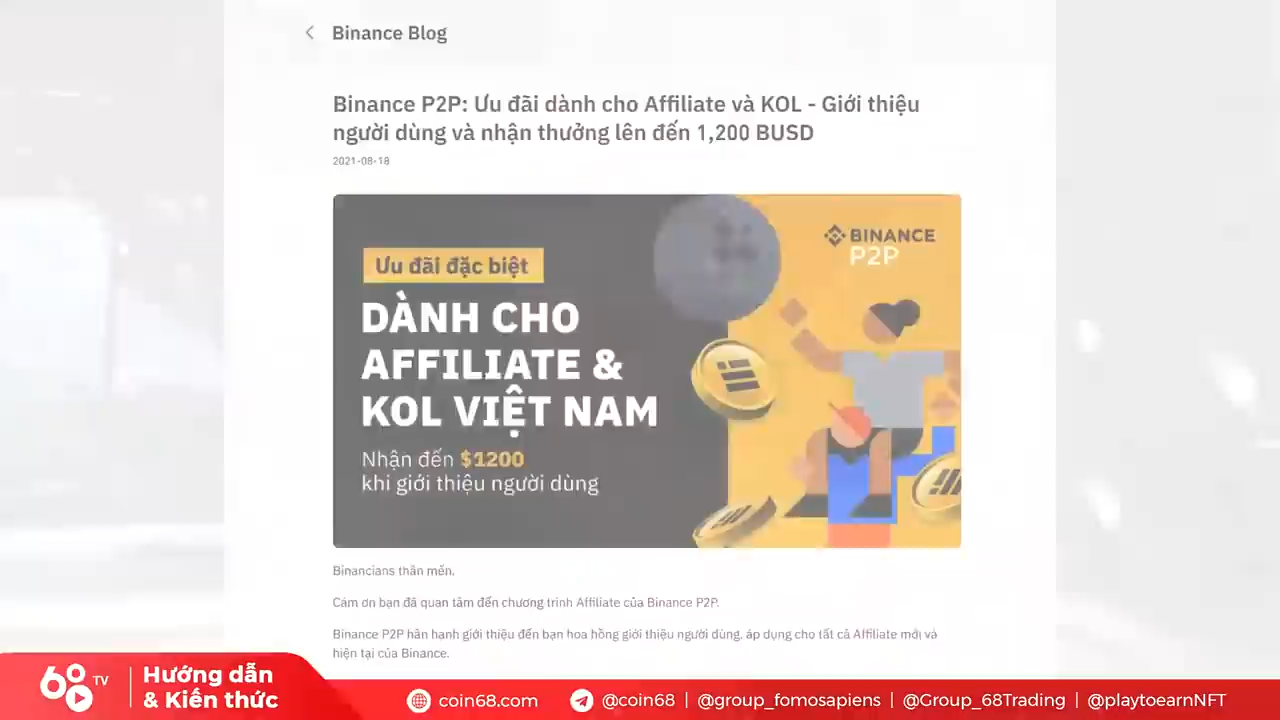 Binance Blog
Binance P2P: Ưu đãi dành cho Affiliate và KOL - Giới thiệu
người dùng và nhận thưởng lên đến 1,200 BUSD
2021-08-18
BINANCE
P2P
Ưu đãi đặc biệt
DÀNH CHO
AFFILIATE &
KOL VIỆT NAM
Nhận đến $1200
khi giới thiệu người dùng
Binancians thân mến,
Cảm ơn bạn đã quan tâm đến chương trình Affiliate của Binance P2P.
Binance P2P hân hạnh giới thiệu đến bạn hoa hồng giới thiệu người dùng, áp dụng cho tất cả Affiliate mới và
hiện tại của Binance.
68 TV
Hướng dẫn
& Kiến thức
coin68.com
@coin68 | @group_fomosapiens | @Group_68Trading | @playtoearnNFT